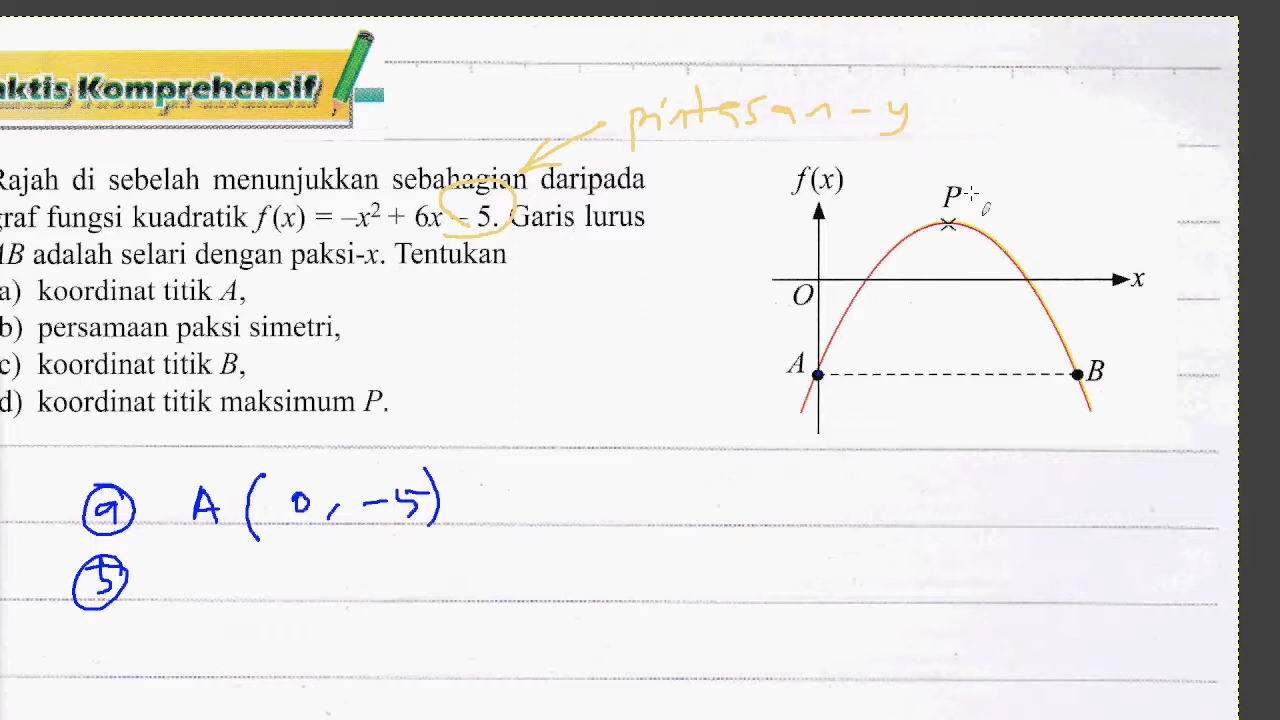 aktis Komprehensif
pintasan-y
Rajah di sebelah menunjukkan sebahagian daripada
graf fungsi kuadratik f(x) = –x² + 6x – 5. Garis lurus
AB adalah selari dengan paksi-x. Tentukan
a) koordinat titik A,
b) persamaan paksi simetri,
c) koordinat titik B,
d) koordinat titik maksimum P.
f(x)
P
x
O
A
B
a A (0, -5)